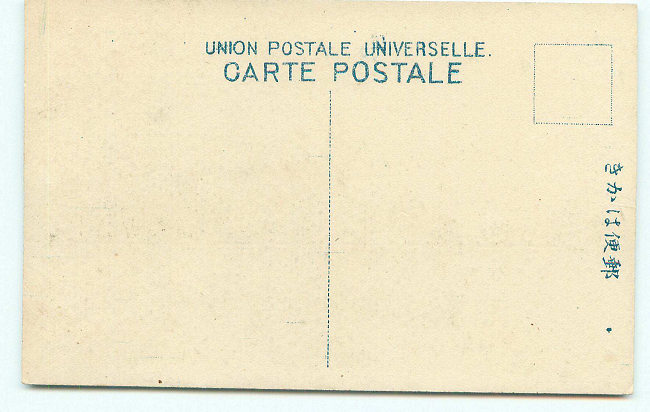 UNION POSTALE UNIVERSELLE.
CARTE POSTALE
郵便はかき